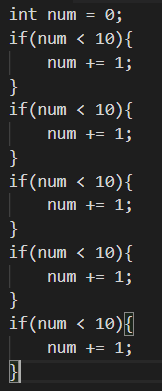 int num = 0;
if(num < 10){
    num += 1;
}
if(num < 10){
    num += 1;
}
if(num < 10){
    num += 1;
}
if(num < 10){
    num += 1;
}
if(num < 10){
    num += 1;
}